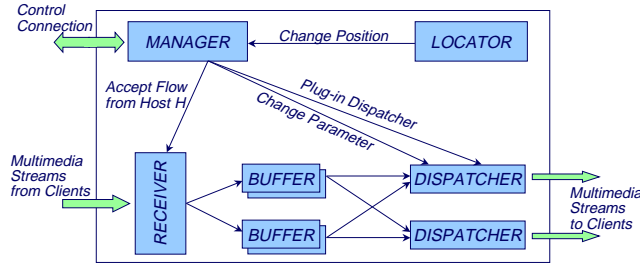 Control
Connection
MANAGER
Change Position
LOCATOR
Accept Flow
from Host H
Plug-in Dispatcher
Change Parameter
Multimedia
Streams
from Clients
RECEIVER
BUFFER
DISPATCHER
BUFFER
DISPATCHER
Multimedia
Streams
to Clients